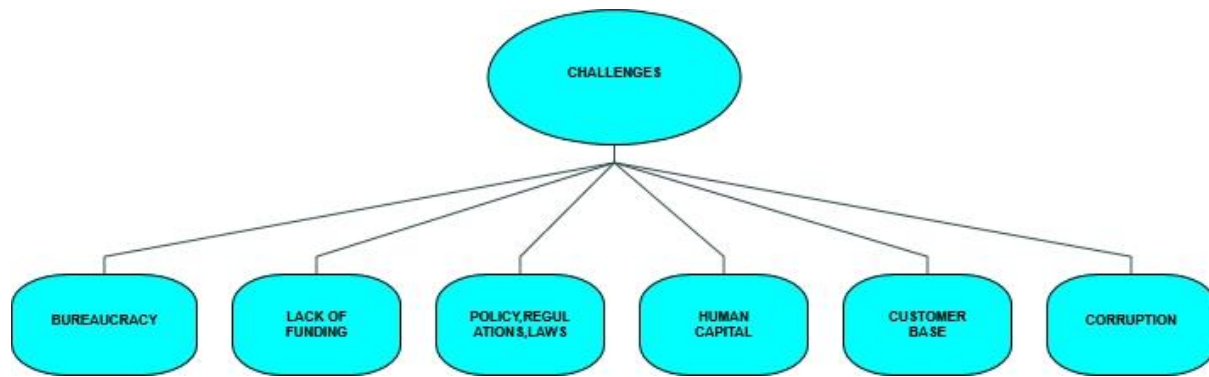 CHALLENGES
BUREAUCRACY
LACK OF
FUNDING
POLICY,REGUL
ATIONS,LAWS
HUMAN
CAPITAL
CUSTOMER
BASE
CORRUPTION